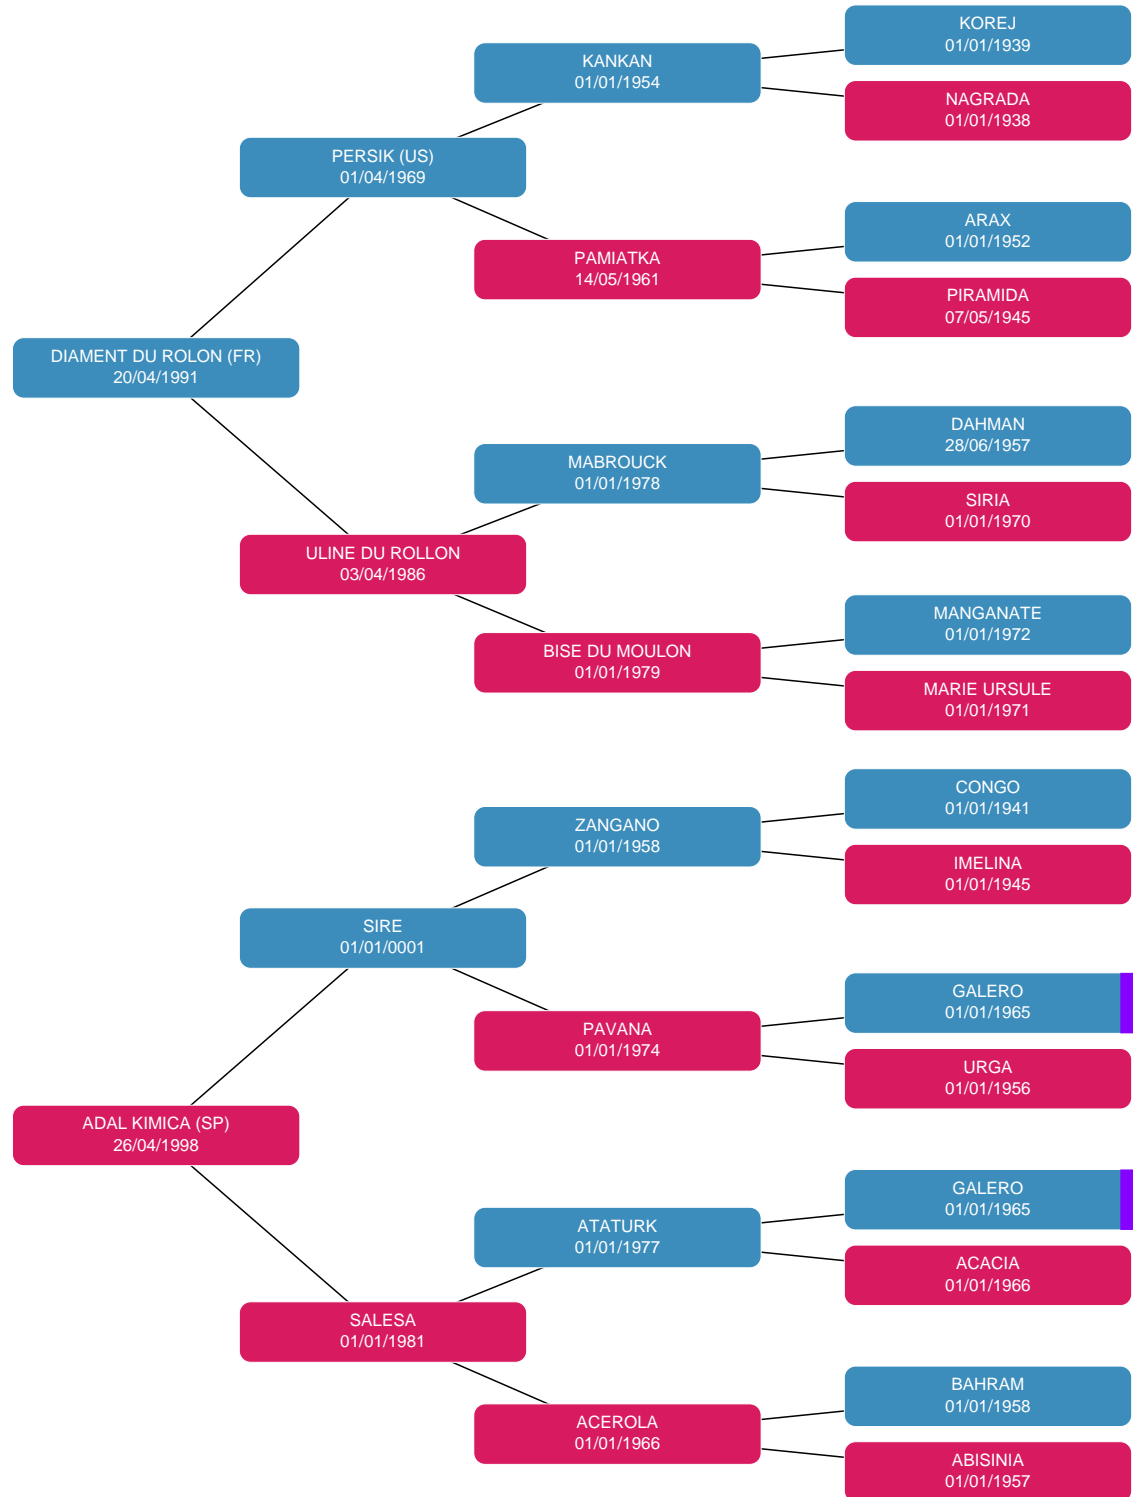 KOREJ
01/01/1939
KANKAN
01/01/1954
NAGRADA
01/01/1938
PERSIK (US)
01/04/1969
ARAX
01/01/1952
PAMIATKA
14/05/1961
PIRAMIDA
07/05/1945
DIAMENT DU ROLON (FR)
20/04/1991
DAHMAN
28/06/1957
MABROUCK
01/01/1978
SIRIA
01/01/1970
ULINE DU ROLLON
03/04/1986
MANGANATE
01/01/1972
BISE DU MOULON
01/01/1979
MARIE URSULE
01/01/1971
CONGO
01/01/1941
ZANGANO
01/01/1958
IMELINA
01/01/1945
SIRE
01/01/0001
GALERO
01/01/1965
PAVANA
01/01/1974
URGA
01/01/1956
ADAL KIMICA (SP)
26/04/1998
GALERO
01/01/1965
ATATURK
01/01/1977
ACACIA
01/01/1966
SALESA
01/01/1981
BAHRAM
01/01/1958
ACEROLA
01/01/1966
ABISINIA
01/01/1957